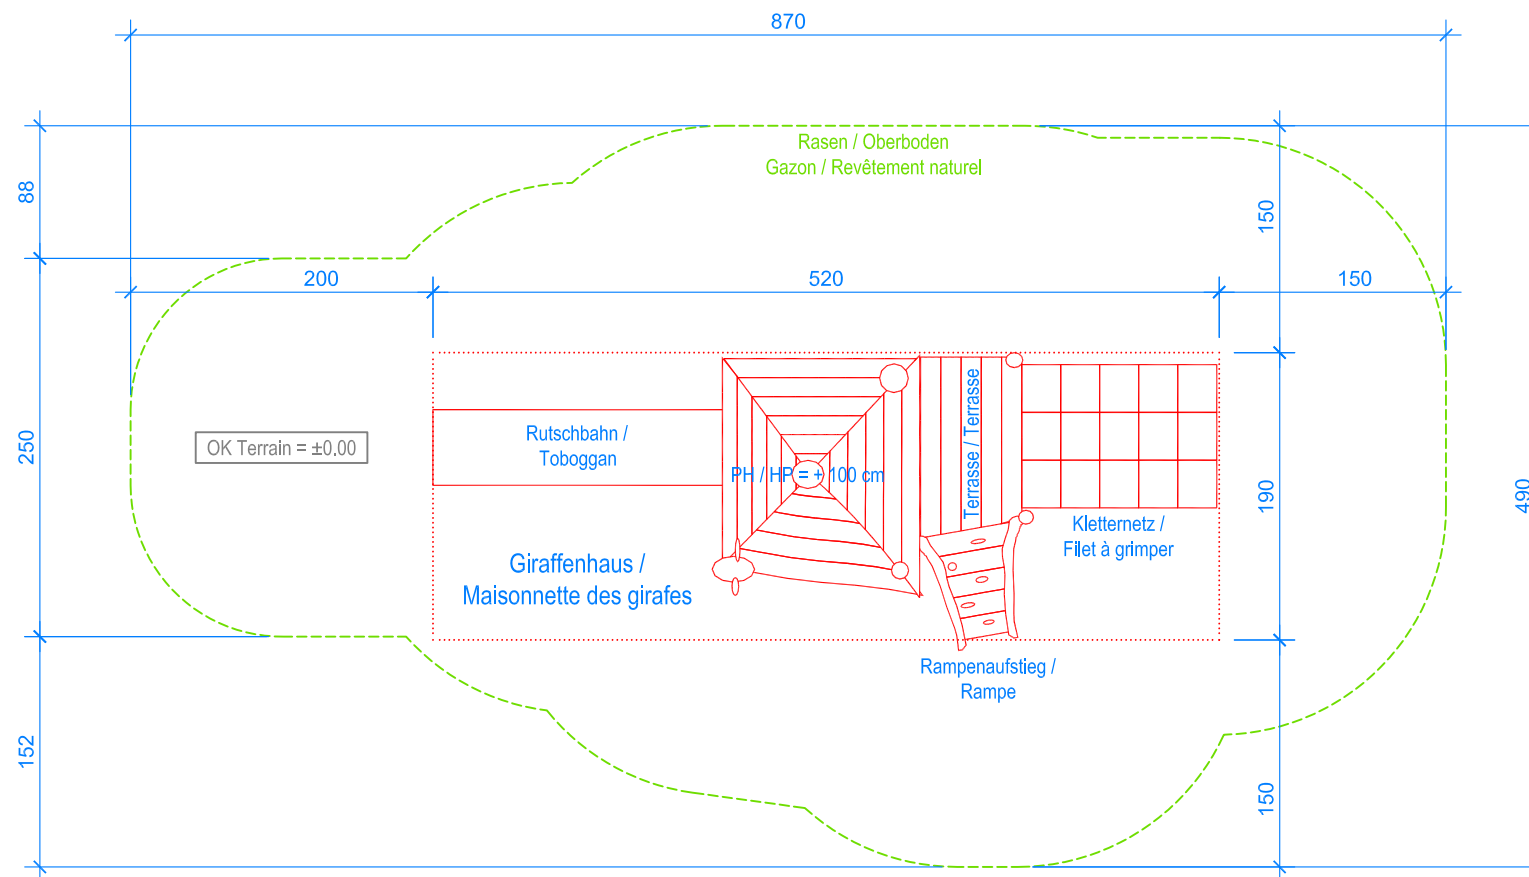 870
Rasen / Oberboden
Gazon / Revêtement naturel
88
150
200
520
150
Rutschbahn /
Toboggan
OK Terrain = ±0.00
PH / HP = + 100 cm
Terrasse / Terrasse
250
190
490
Kletternetz /
Filet à grimper
Giraffenhaus /
Maisonnette des girafes
Rampenaufstieg /
Rampe
152
150